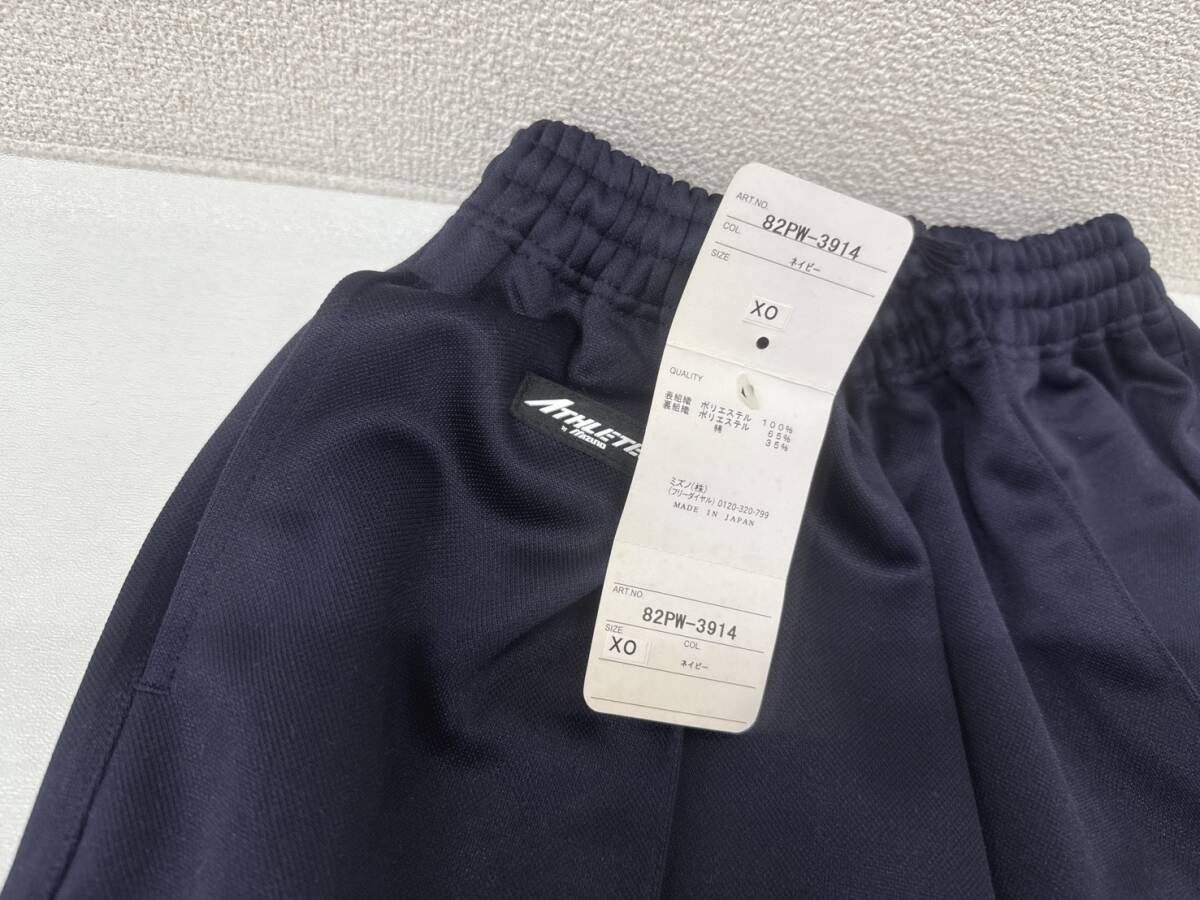 ART.NO.
82PW-3914
COL.
ネイビー
SIZE
XO
QUALITY
表組織 ポリエステル 100%
裏組織 ポリエステル 65%
綿 35%
ミズノ(株)
(フリーダイヤル) 0120-320-799
MADE IN JAPAN
ART.NO.
82PW-3914
SIZE COL.
XO ネイビー
ATHLETE
by Mizuno